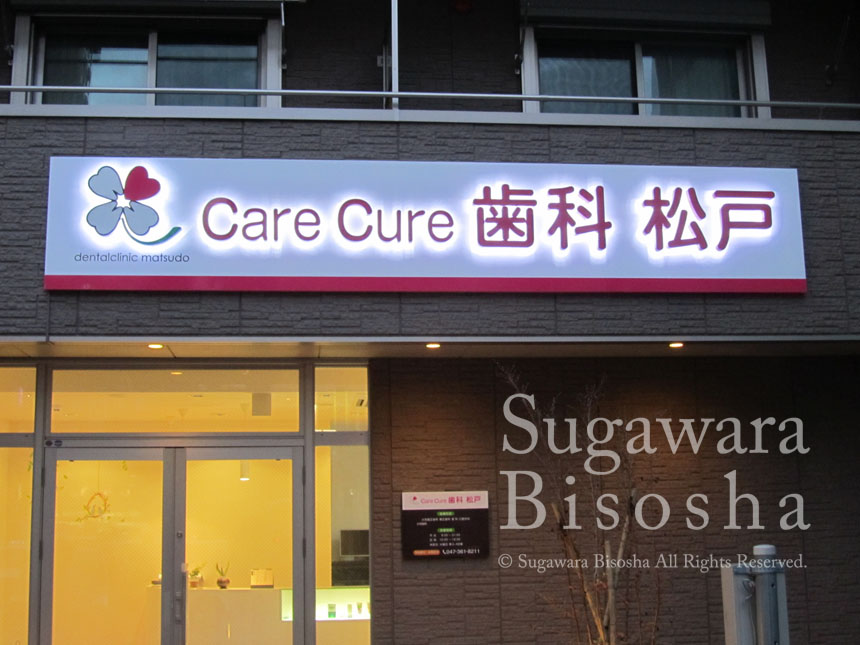 Care Cure 歯科 松戸
dentalclinic matsudo
Sugawara
Bisosha
© Sugawara Bisosha All Rights Reserved.
Care Cure 歯科 松戸
047-361-8211